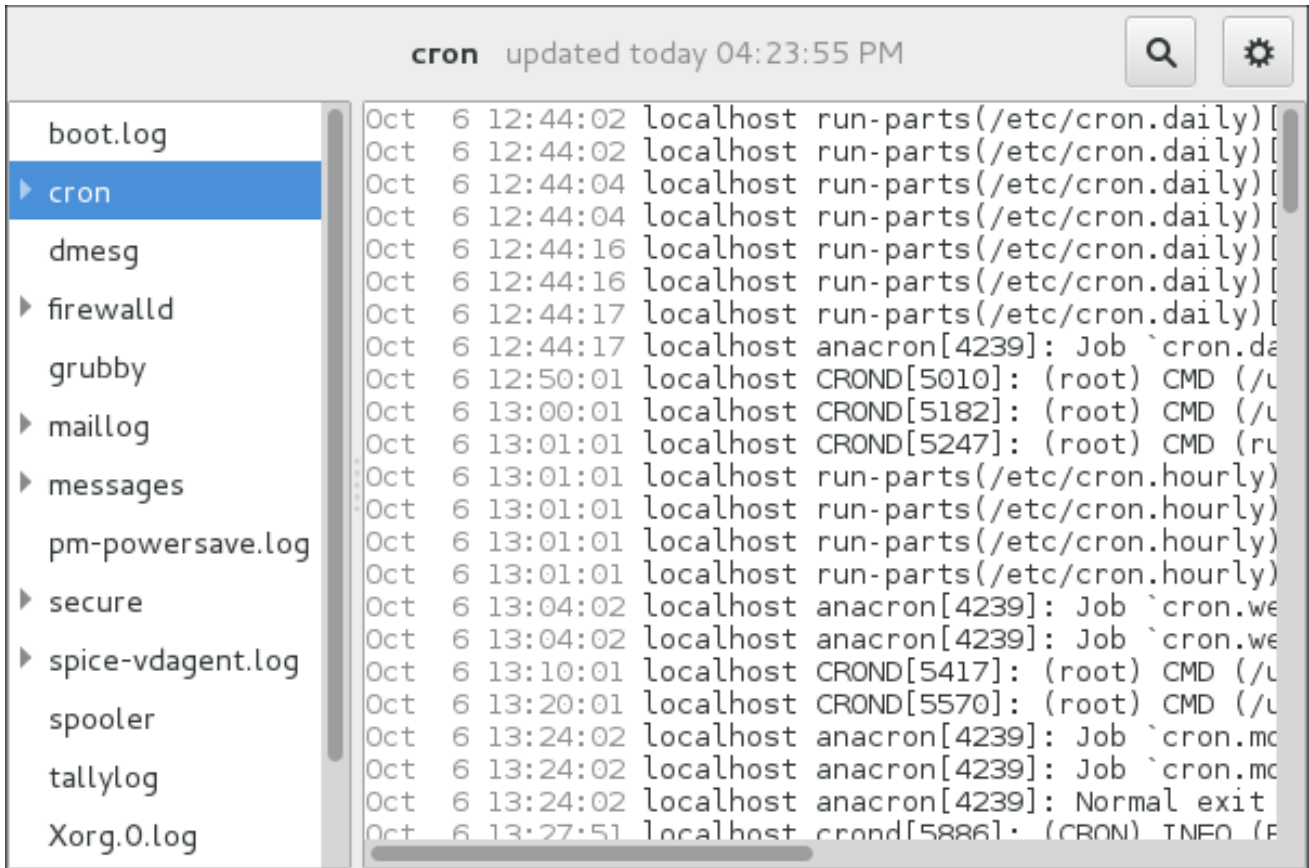 cron updated today 04:23:55 PM
boot.log
cron
dmesg
firewalld
grubby
maillog
messages
pm-powersave.log
secure
spice-vdagent.log
spooler
tallylog
Xorg.0.log
Oct 6 12:44:02 localhost run-parts(/etc/cron.daily)[
Oct 6 12:44:02 localhost run-parts(/etc/cron.daily)[
Oct 6 12:44:04 localhost run-parts(/etc/cron.daily)[
Oct 6 12:44:04 localhost run-parts(/etc/cron.daily)[
Oct 6 12:44:16 localhost run-parts(/etc/cron.daily)[
Oct 6 12:44:16 localhost run-parts(/etc/cron.daily)[
Oct 6 12:44:17 localhost run-parts(/etc/cron.daily)[
Oct 6 12:44:17 localhost anacron[4239]: Job `cron.da
Oct 6 12:50:01 localhost CROND[5010]: (root) CMD (/u
Oct 6 13:00:01 localhost CROND[5182]: (root) CMD (/u
Oct 6 13:01:01 localhost CROND[5247]: (root) CMD (ru
Oct 6 13:01:01 localhost run-parts(/etc/cron.hourly)
Oct 6 13:01:01 localhost run-parts(/etc/cron.hourly)
Oct 6 13:01:01 localhost run-parts(/etc/cron.hourly)
Oct 6 13:01:01 localhost run-parts(/etc/cron.hourly)
Oct 6 13:04:02 localhost anacron[4239]: Job `cron.we
Oct 6 13:04:02 localhost anacron[4239]: Job `cron.we
Oct 6 13:10:01 localhost CROND[5417]: (root) CMD (/u
Oct 6 13:20:01 localhost CROND[5570]: (root) CMD (/u
Oct 6 13:24:02 localhost anacron[4239]: Job `cron.mo
Oct 6 13:24:02 localhost anacron[4239]: Job `cron.mo
Oct 6 13:24:02 localhost anacron[4239]: Normal exit
Oct 6 13:27:51 localhost crond[5886]: (CRON) INFO (